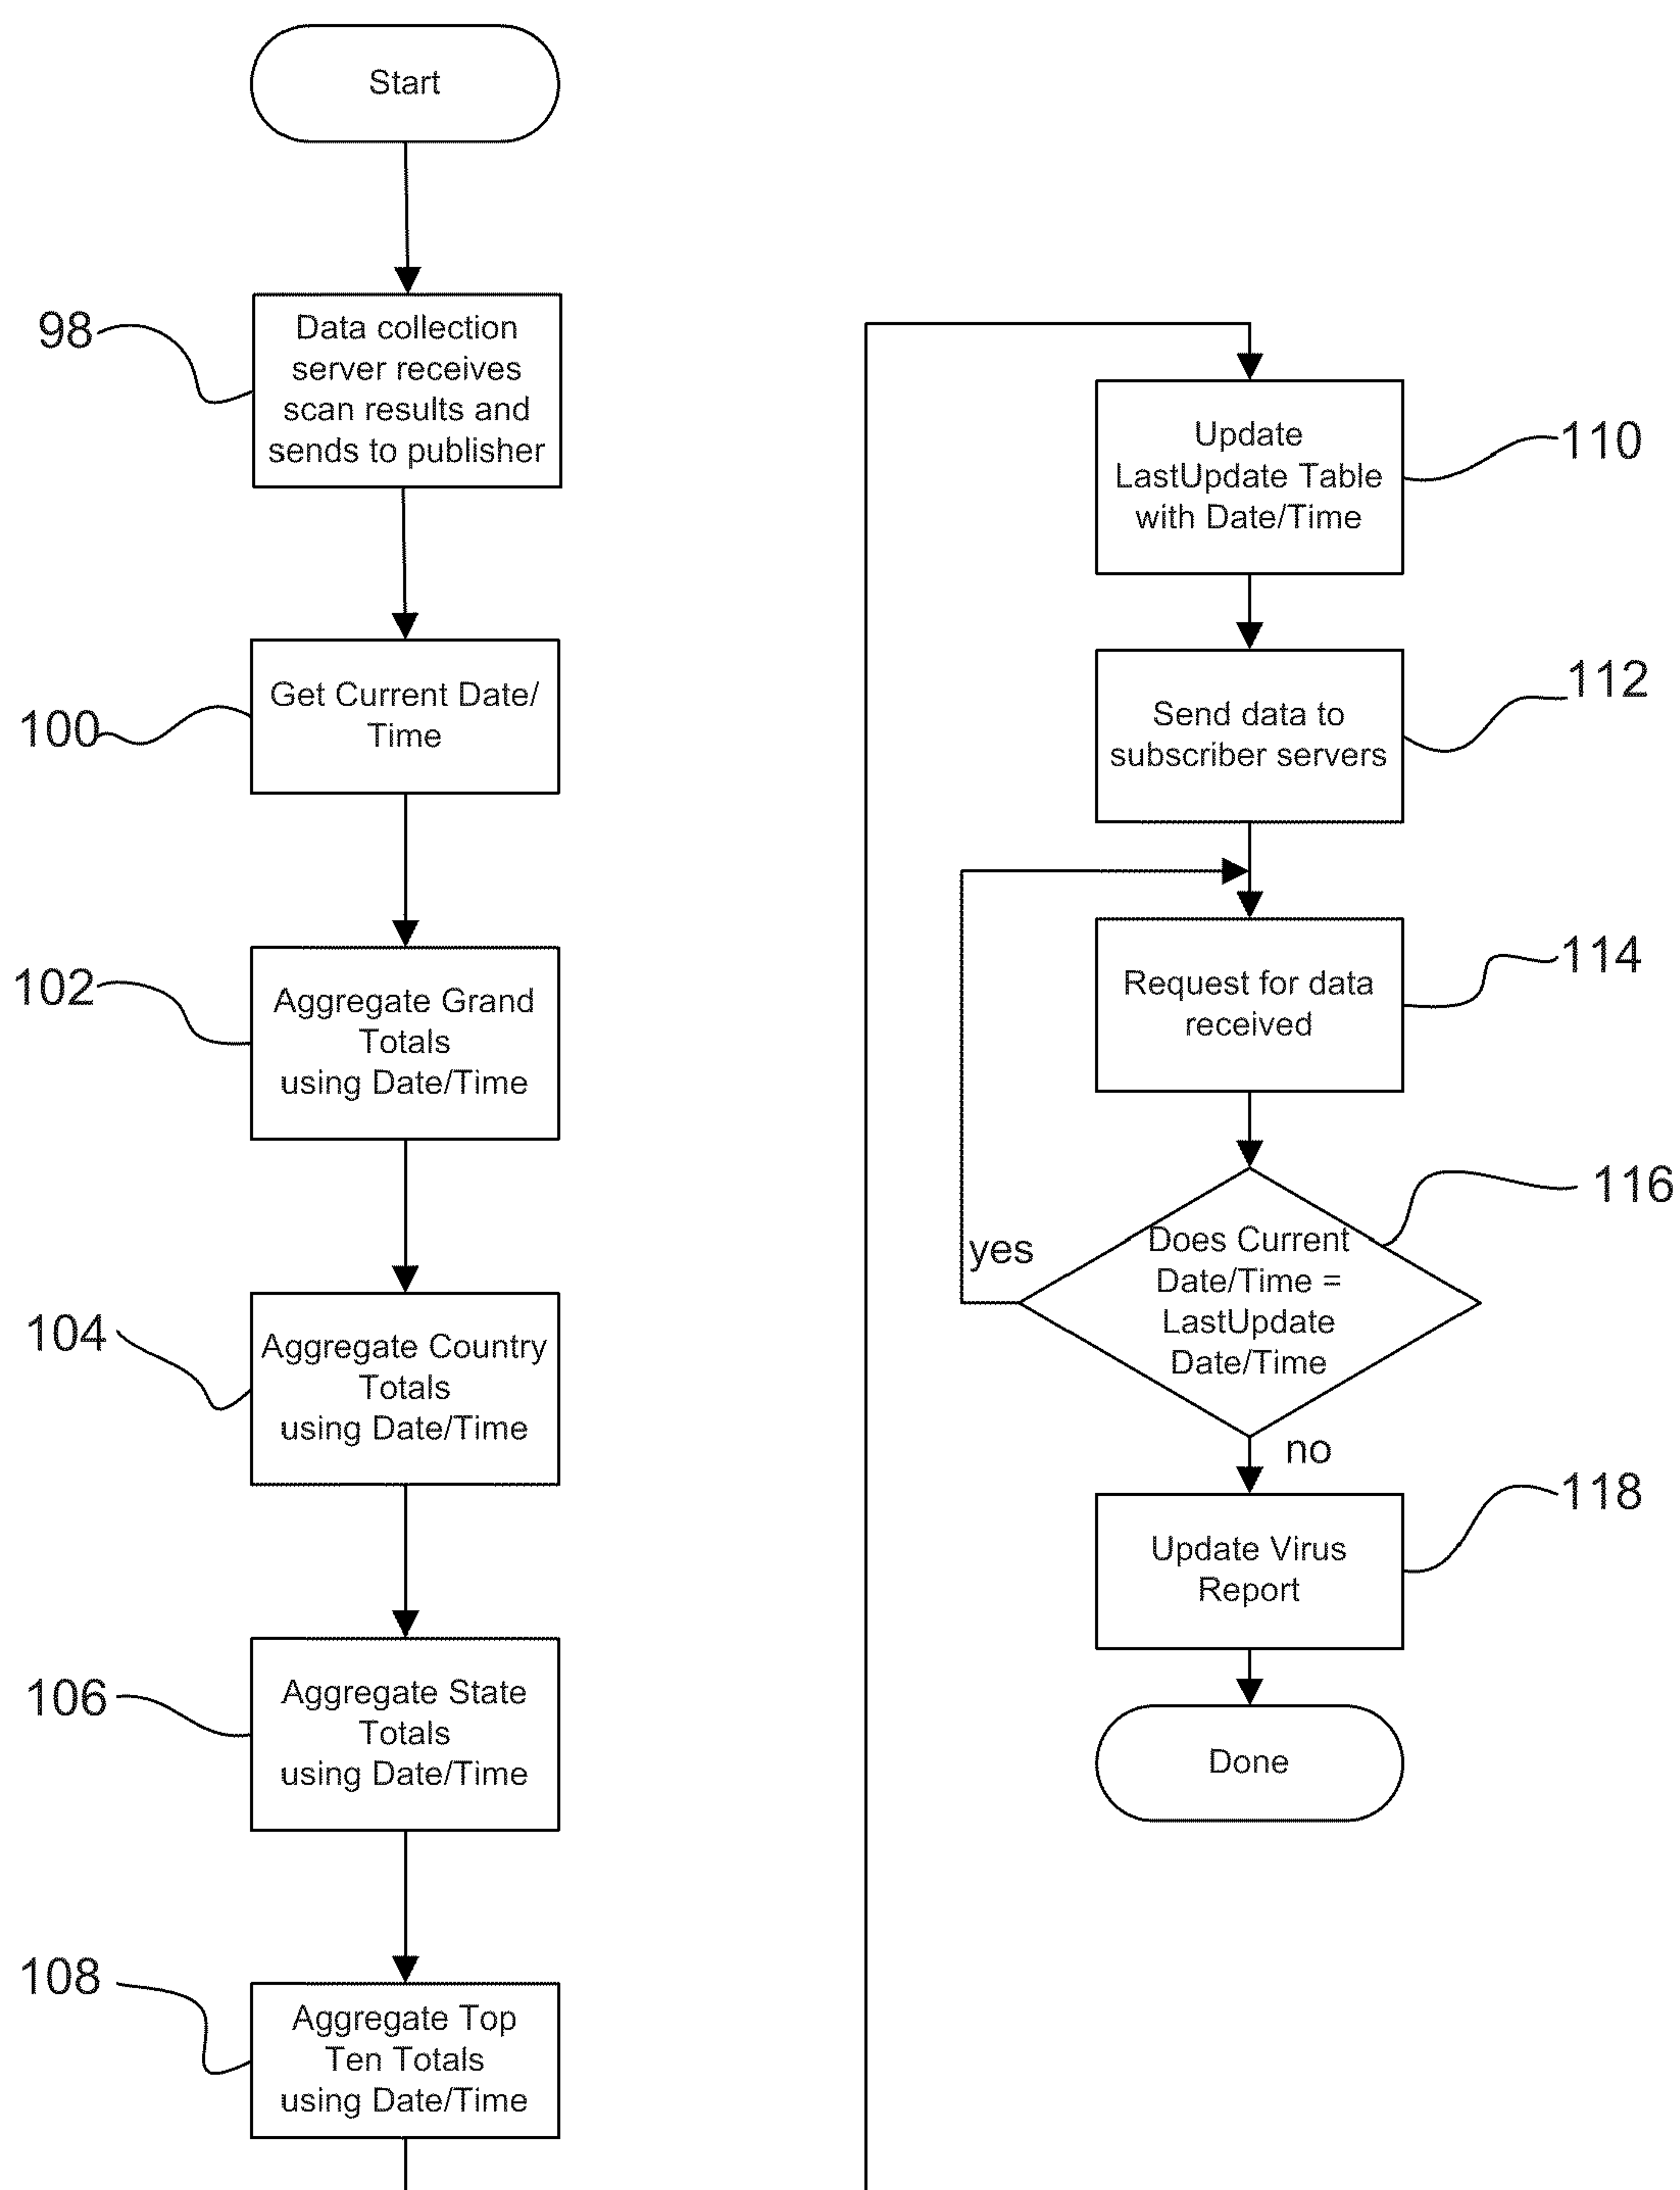 Start
98
Data collection
server receives
scan results and
sends to publisher
100
Get Current Date/
Time
102
Aggregate Grand
Totals
using Date/Time
104
Aggregate Country
Totals
using Date/Time
106
Aggregate State
Totals
using Date/Time
108
Aggregate Top
Ten Totals
using Date/Time
110
Update
LastUpdate Table
with Date/Time
112
Send data to
subscriber servers
114
Request for data
received
116
Does Current
Date/Time =
LastUpdate
Date/Time
yes
no
118
Update Virus
Report
Done